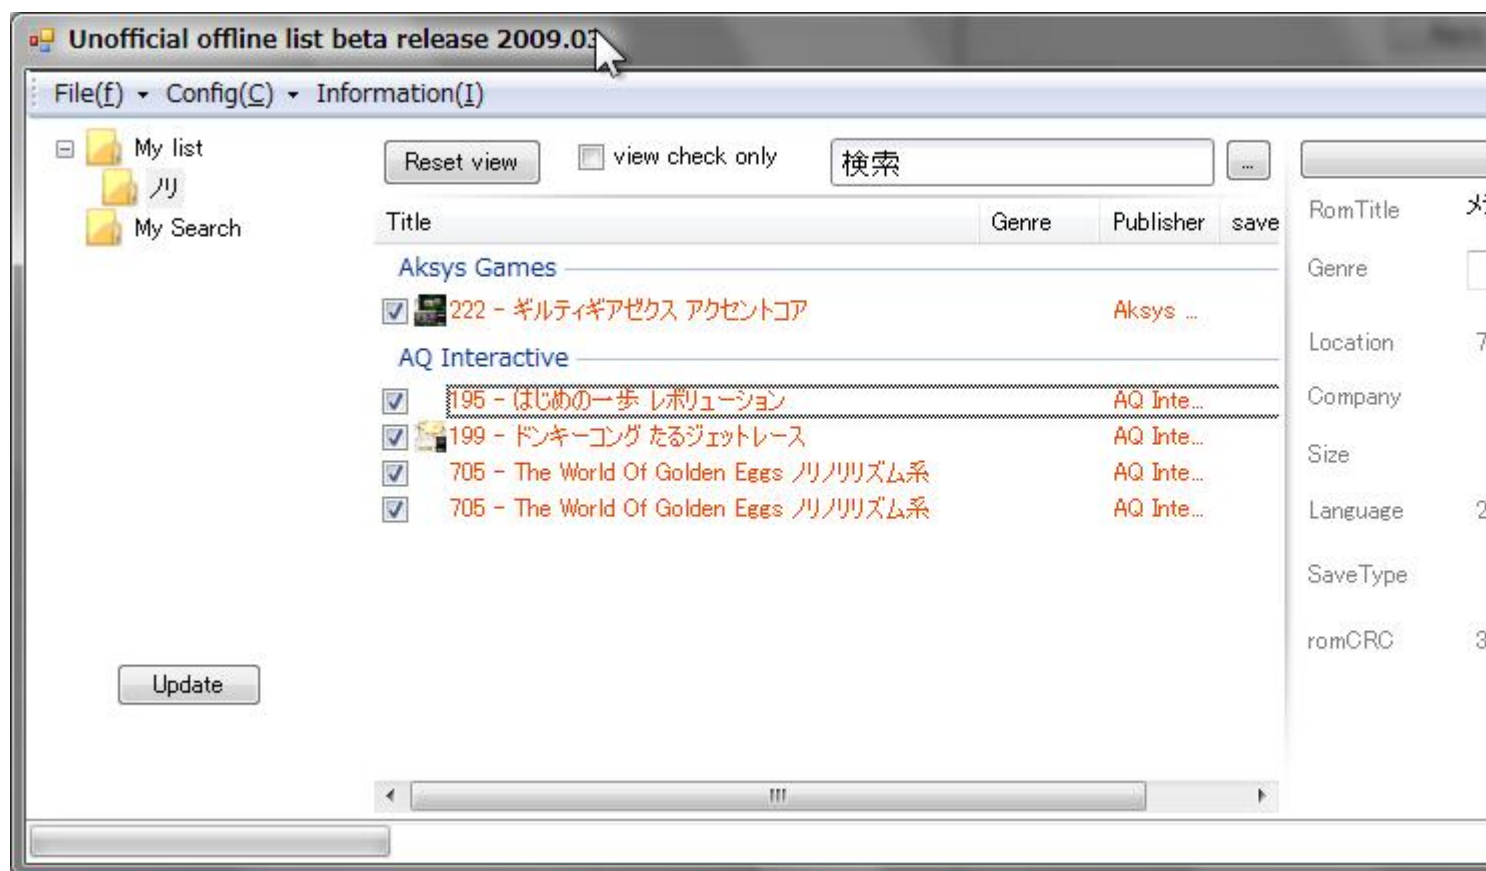 Unofficial offline list beta release 2009.03
File(f) Config(C) Information(I)
My list
ノリ
My Search
Update
Reset view
view check only
検索
...
Title Genre Publisher save
Aksys Games
222 - ギルティギアゼクス アクセントコア Aksys ...
AQ Interactive
195 - はじめの一歩 レボリューション AQ Inte...
199 - ドンキーコング たるジェットレース AQ Inte...
705 - The World Of Golden Eggs ノリノリリズム系 AQ Inte...
705 - The World Of Golden Eggs ノリノリリズム系 AQ Inte...
RomTitle
Genre
Location 7
Company
Size
Language 2
SaveType
romCRC 3